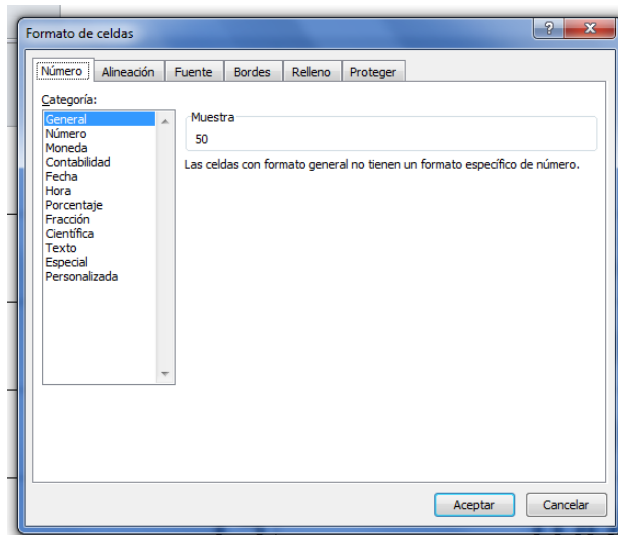 Formato de celdas
?
X
Número Alineación Fuente Bordes Relleno Proteger
Categoría:
General
Número
Moneda
Contabilidad
Fecha
Hora
Porcentaje
Fracción
Científica
Texto
Especial
Personalizada
Muestra
50
Las celdas con formato general no tienen un formato específico de número.
Aceptar Cancelar